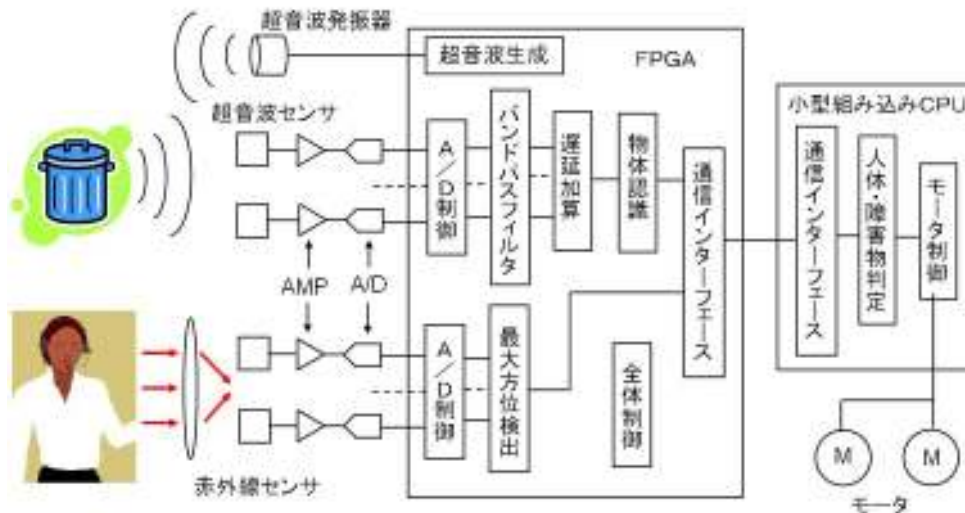 超音波発振器
超音波生成
FPGA
超音波センサ
A/D制御
バンドパスフィルタ
遅延加算
物体認識
通信インターフェース
小型組み込みCPU
通信インターフェース
人体・障害物判定
モータ制御
AMP
A/D
A/D制御
最大方位検出
全体制御
赤外線センサ
M
M
モータ